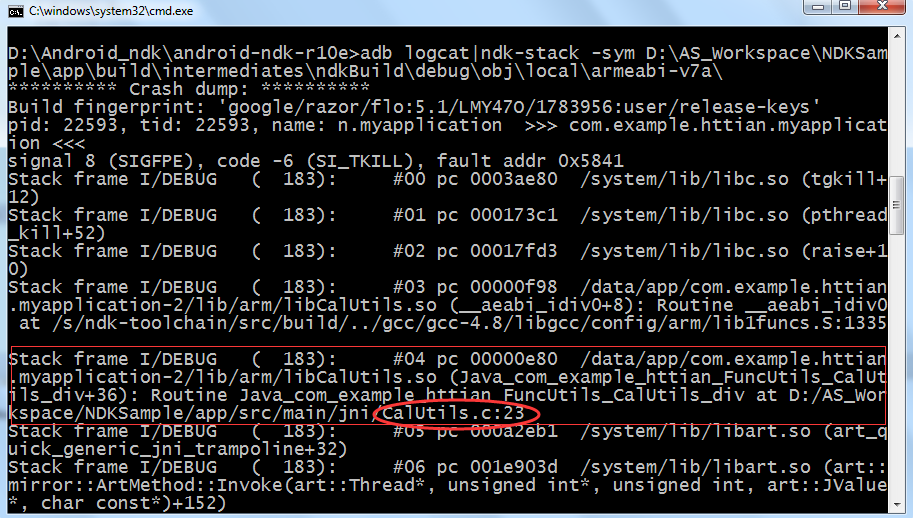 C:\windows\system32\cmd.exe
D:\Android_ndk\android-ndk-r10e>adb logcat|ndk-stack -sym D:\AS_Workspace\NDKSam
ple\app\build\intermediates\ndkBuild\debug\obj\local\armeabi-v7a\
********** Crash dump: **********
Build fingerprint: 'google/razor/flo:5.1/LMY47O/1783956:user/release-keys'
pid: 22593, tid: 22593, name: n.myapplication  >>> com.example.httian.myapplicat
ion <<<
signal 8 (SIGFPE), code -6 (SI_TKILL), fault addr 0x5841
Stack frame I/DEBUG   (  183):     #00 pc 0003ae80  /system/lib/libc.so (tgkill+
12)
Stack frame I/DEBUG   (  183):     #01 pc 000173c1  /system/lib/libc.so (pthread
_kill+52)
Stack frame I/DEBUG   (  183):     #02 pc 00017fd3  /system/lib/libc.so (raise+1
0)
Stack frame I/DEBUG   (  183):     #03 pc 00000f98  /data/app/com.example.httian
.myapplication-2/lib/arm/libCalUtils.so (__aeabi_idiv0+8): Routine __aeabi_idiv0
 at /s/ndk-toolchain/src/build/../gcc/gcc-4.8/libgcc/config/arm/lib1funcs.S:1335
Stack frame I/DEBUG   (  183):     #04 pc 00000e80  /data/app/com.example.httian
.myapplication-2/lib/arm/libCalUtils.so (Java_com_example_httian_FuncUtils_CalUt
ils_div+36): Routine Java_com_example_httian_FuncUtils_CalUtils_div at D:/AS_Wor
kspace/NDKSample/app/src/main/jni/CalUtils.c:23
Stack frame I/DEBUG   (  183):     #05 pc 000a2eb1  /system/lib/libart.so (art_q
uick_generic_jni_trampoline+32)
Stack frame I/DEBUG   (  183):     #06 pc 001e903d  /system/lib/libart.so (art::
mirror::ArtMethod::Invoke(art::Thread*, unsigned int*, unsigned int, art::JValue
*, char const*)+152)